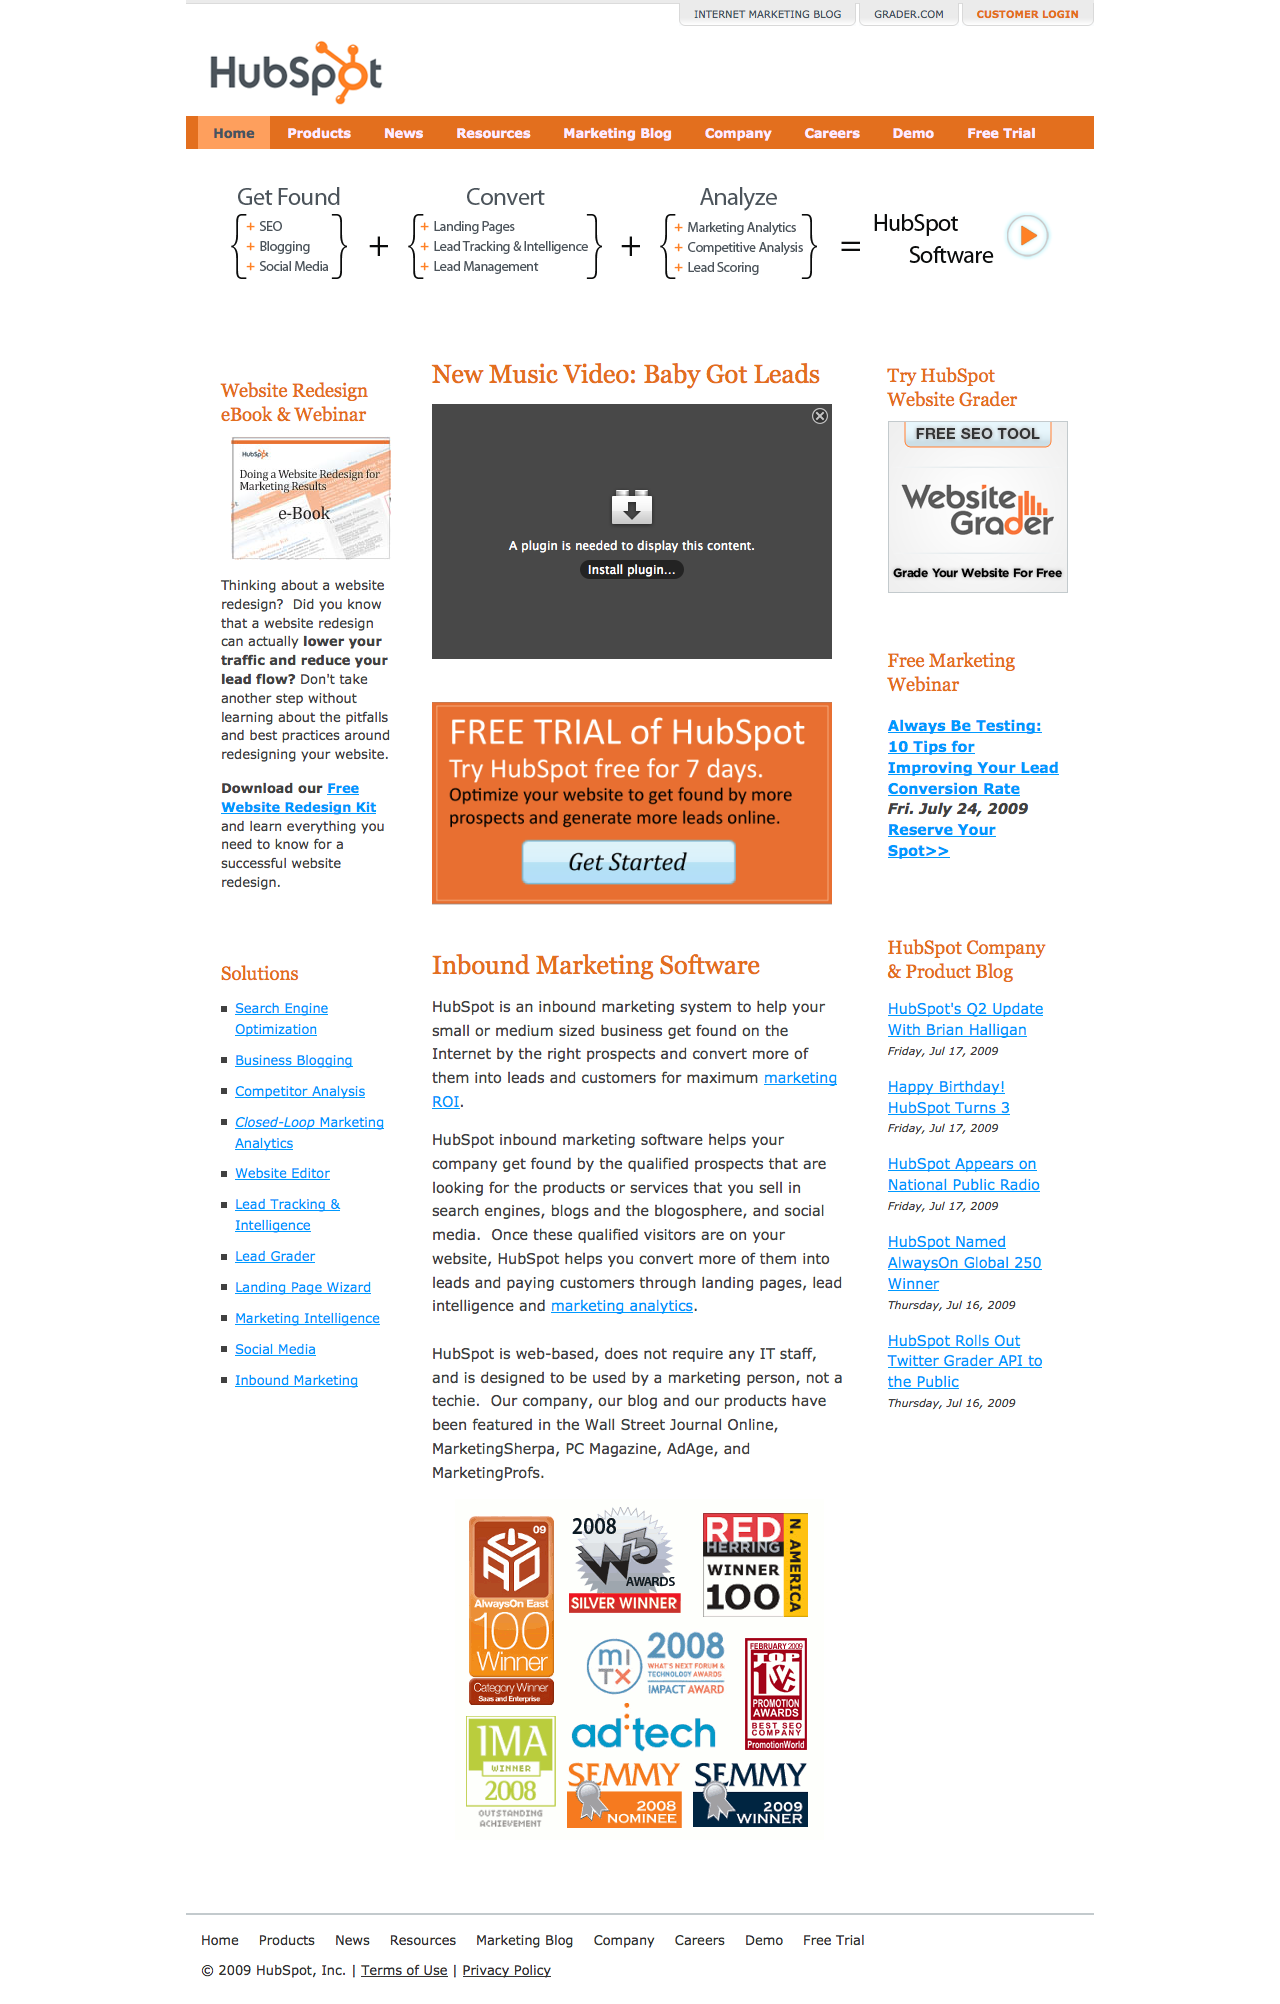 INTERNET MARKETING BLOG
GRADER.COM
CUSTOMER LOGIN
HubSpot
Home Products News Resources Marketing Blog Company Careers Demo Free Trial
Get Found
+ SEO
+ Blogging
+ Social Media
+
Convert
+ Landing Pages
+ Lead Tracking & Intelligence
+ Lead Management
+
Analyze
+ Marketing Analytics
+ Competitive Analysis
+ Lead Scoring
=
HubSpot
Software
Website Redesign
eBook & Webinar
HubSpot
Doing a Website Redesign for
Marketing Results
e-Book
Thinking about a website
redesign? Did you know
that a website redesign
can actually lower your
traffic and reduce your
lead flow? Don't take
another step without
learning about the pitfalls
and best practices around
redesigning your website.
Download our Free
Website Redesign Kit
and learn everything you
need to know for a
successful website
redesign.
Solutions
Search Engine
Optimization
Business Blogging
Competitor Analysis
Closed-Loop Marketing
Analytics
Website Editor
Lead Tracking &
Intelligence
Lead Grader
Landing Page Wizard
Marketing Intelligence
Social Media
Inbound Marketing
New Music Video: Baby Got Leads
A plugin is needed to display this content.
Install plugin...
FREE TRIAL of HubSpot
Try HubSpot free for 7 days.
Optimize your website to get found by more
prospects and generate more leads online.
Get Started
Inbound Marketing Software
HubSpot is an inbound marketing system to help your
small or medium sized business get found on the
Internet by the right prospects and convert more of
them into leads and customers for maximum marketing
ROI.
HubSpot inbound marketing software helps your
company get found by the qualified prospects that are
looking for the products or services that you sell in
search engines, blogs and the blogosphere, and social
media. Once these qualified visitors are on your
website, HubSpot helps you convert more of them into
leads and paying customers through landing pages, lead
intelligence and marketing analytics.
HubSpot is web-based, does not require any IT staff,
and is designed to be used by a marketing person, not a
techie. Our company, our blog and our products have
been featured in the Wall Street Journal Online,
MarketingSherpa, PC Magazine, AdAge, and
MarketingProfs.
09
AlwaysOn East
100
Winner
Category Winner
Saas and Enterprise
2008
W3
AWARDS
SILVER WINNER
RED
HERRING
WINNER
100
N. AMERICA
MITX
2008
WHAT'S NEXT FORUM &
TECHNOLOGY AWARDS
IMPACT AWARD
FEBRUARY 2009
TOP
PROMOTION
AWARDS
BEST SEO
COMPANY
PromotionWorld
IMA
WINNER
2008
OUTSTANDING
ACHIEVEMENT
ad:tech
SEMMY
2008
NOMINEE
SEMMY
2009
WINNER
Try HubSpot
Website Grader
FREE SEO TOOL
Website
Grader
Grade Your Website For Free
Free Marketing
Webinar
Always Be Testing:
10 Tips for
Improving Your Lead
Conversion Rate
Fri. July 24, 2009
Reserve Your
Spot>>
HubSpot Company
& Product Blog
HubSpot's Q2 Update
With Brian Halligan
Friday, Jul 17, 2009
Happy Birthday!
HubSpot Turns 3
Friday, Jul 17, 2009
HubSpot Appears on
National Public Radio
Friday, Jul 17, 2009
HubSpot Named
AlwaysOn Global 250
Winner
Thursday, Jul 16, 2009
HubSpot Rolls Out
Twitter Grader API to
the Public
Thursday, Jul 16, 2009
Home Products News Resources Marketing Blog Company Careers Demo Free Trial
© 2009 HubSpot, Inc. | Terms of Use | Privacy Policy